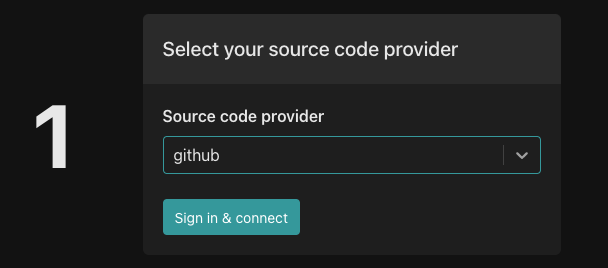 1
Select your source code provider
Source code provider
github
Sign in & connect